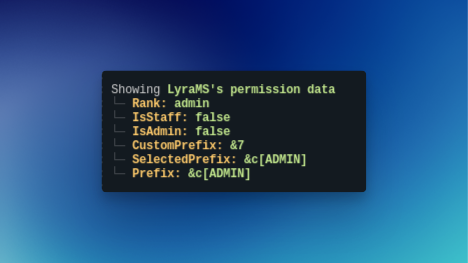 Showing LyraMS's permission data
└─ Rank: admin
└─ IsStaff: false
└─ IsAdmin: false
└─ CustomPrefix: &7
└─ SelectedPrefix: &c[ADMIN]
└─ Prefix: &c[ADMIN]